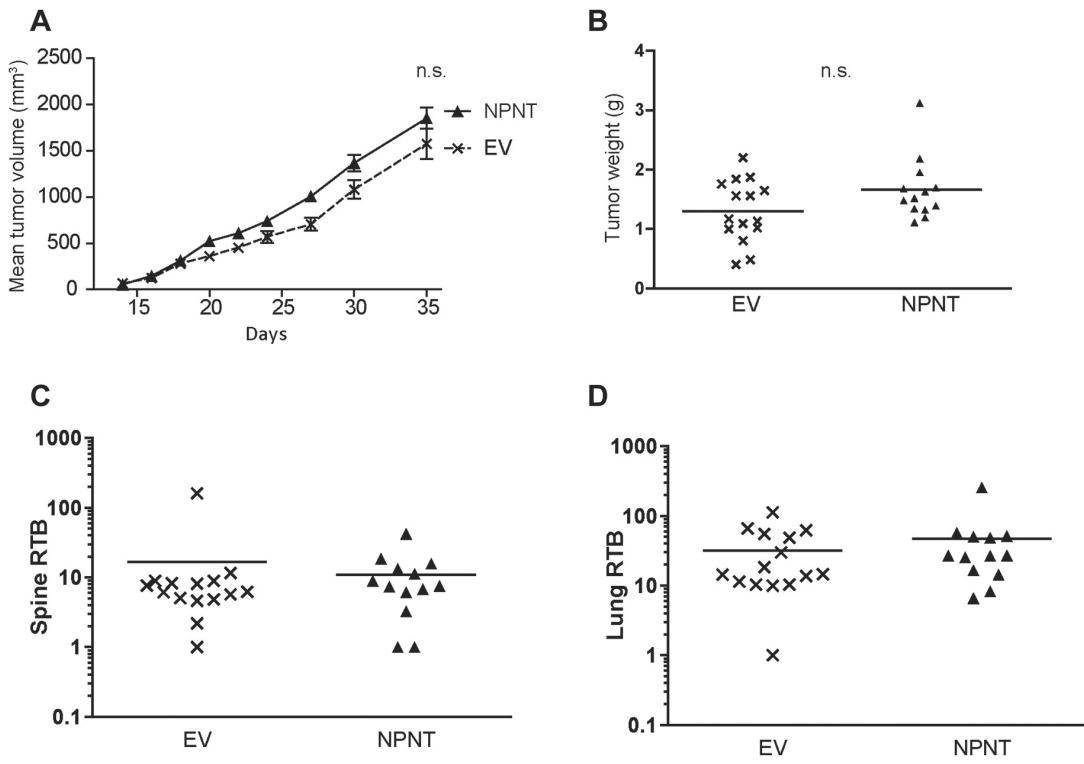 A
Mean tumor volume (mm³)
2500
2000
1500
1000
500
0
15 20 25 30 35
Days
n.s.
NPNT
EV
B
Tumor weight (g)
4
3
2
1
0
n.s.
EV NPNT
C
Spine RTB
1000
100
10
1
0.1
EV NPNT
D
Lung RTB
1000
100
10
1
0.1
EV NPNT